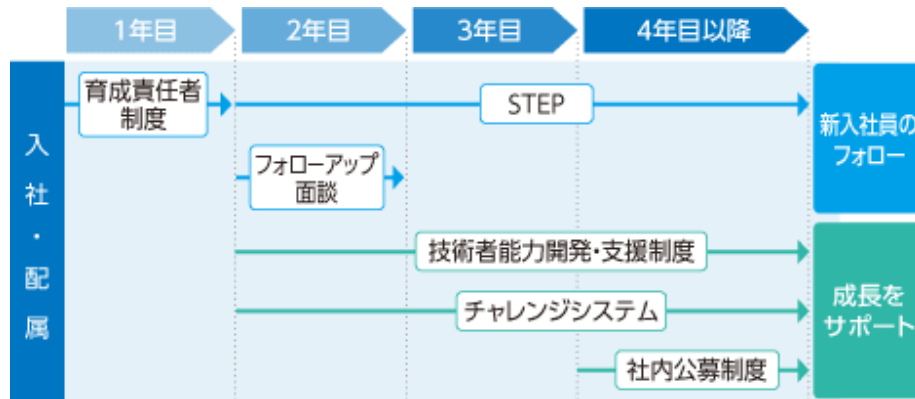 1年目
2年目
3年目
4年目以降
入社・配属
育成責任者
制度
STEP
新入社員の
フォロー
フォローアップ
面談
技術者能力開発・支援制度
チャレンジシステム
成長を
サポート
社内公募制度